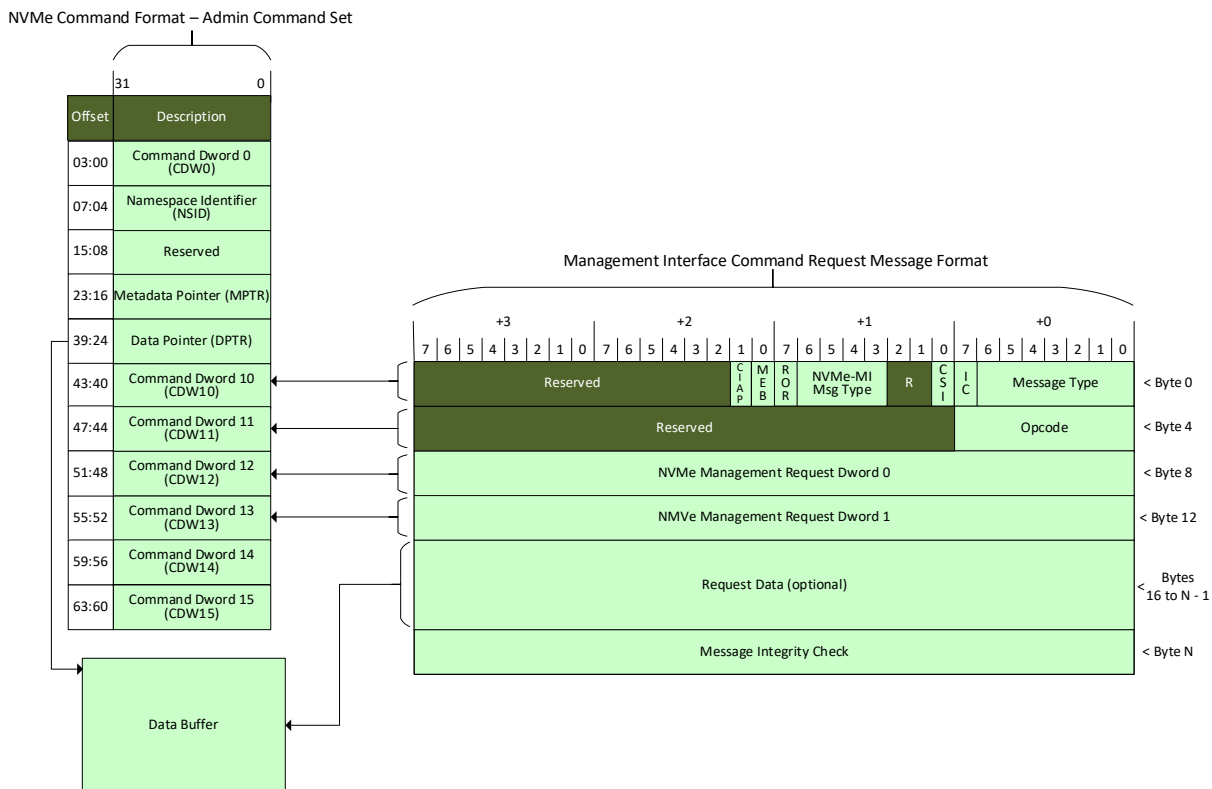 NVMe Command Format – Admin Command Set
31 0
Offset Description
03:00 Command Dword 0
(CDW0)
07:04 Namespace Identifier
(NSID)
15:08 Reserved
23:16 Metadata Pointer (MPTR)
39:24 Data Pointer (DPTR)
43:40 Command Dword 10
(CDW10)
47:44 Command Dword 11
(CDW11)
51:48 Command Dword 12
(CDW12)
55:52 Command Dword 13
(CDW13)
59:56 Command Dword 14
(CDW14)
63:60 Command Dword 15
(CDW15)
Data Buffer
Management Interface Command Request Message Format
+3 +2 +1 +0
7 6 5 4 3 2 1 0 7 6 5 4 3 2 1 0 7 6 5 4 3 2 1 0 7 6 5 4 3 2 1 0
Reserved CIAP MEB ROR NVMe-MI
Msg Type R CSI IC Message Type < Byte 0
Reserved Opcode < Byte 4
NVMe Management Request Dword 0 < Byte 8
NMVe Management Request Dword 1 < Byte 12
Request Data (optional) < Bytes
16 to N - 1
Message Integrity Check < Byte N